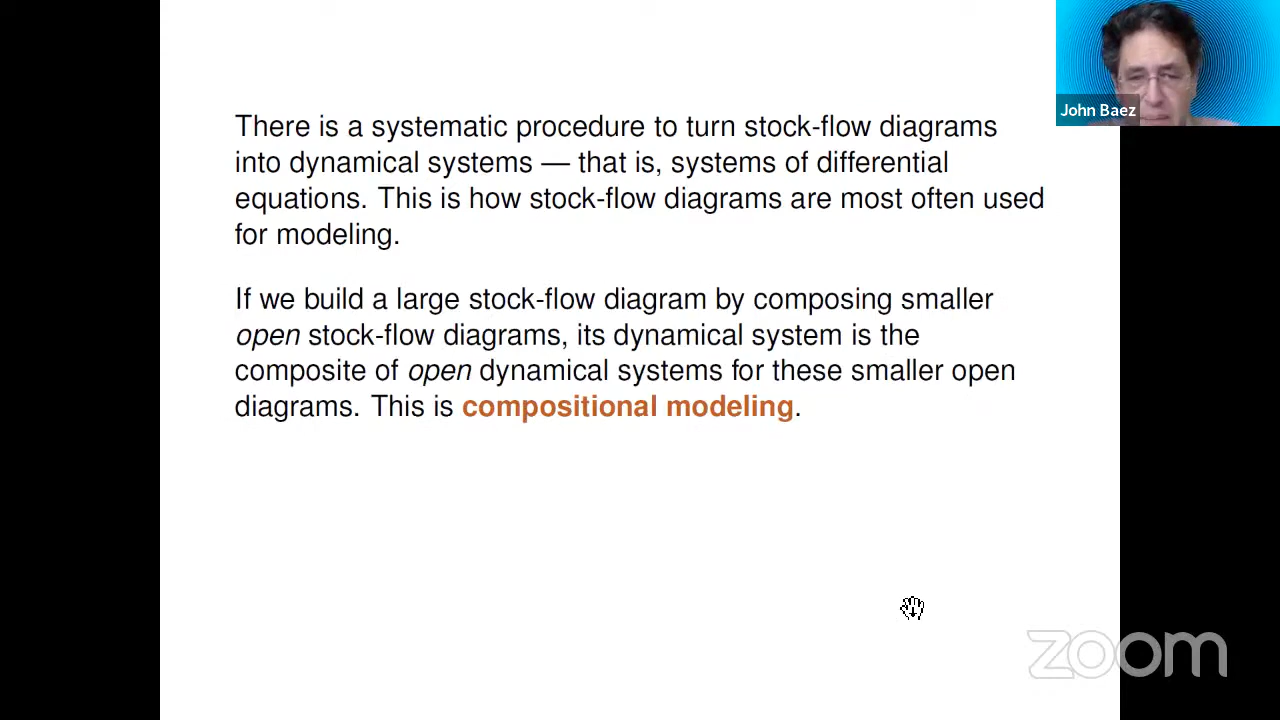 There is a systematic procedure to turn stock-flow diagrams
into dynamical systems — that is, systems of differential
equations. This is how stock-flow diagrams are most often used
for modeling.
If we build a large stock-flow diagram by composing smaller
open stock-flow diagrams, its dynamical system is the
composite of open dynamical systems for these smaller open
diagrams. This is compositional modeling.
John Baez
zoom